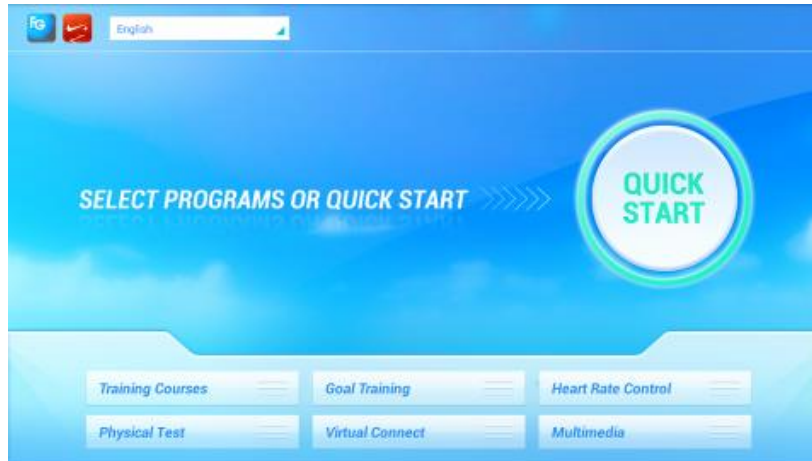 FG
English
SELECT PROGRAMS OR QUICK START
QUICK
START
Training Courses
Goal Training
Heart Rate Control
Physical Test
Virtual Connect
Multimedia